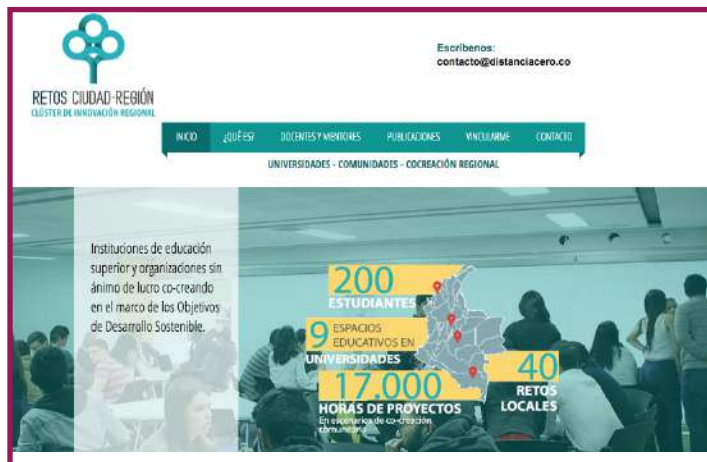 RETOS CIUDAD-REGIÓN
CLÚSTER DE INNOVACIÓN REGIONAL
Escríbenos:
contacto@distanciacero.co
INICIO ¿QUÉ ES? DOCENTES Y MENTORES PUBLICACIONES VINCULARME CONTACTO
UNIVERSIDADES - COMUNIDADES - COCREACIÓN REGIONAL
Instituciones de educación
superior y organizaciones sin
ánimo de lucro co-creando
en el marco de los Objetivos
de Desarrollo Sostenible.
200
ESTUDIANTES
9 ESPACIOS
EDUCATIVOS EN
UNIVERSIDADES
17.000
HORAS DE PROYECTOS
En escenarios de co-creación
comunitaria
40
RETOS
LOCALES